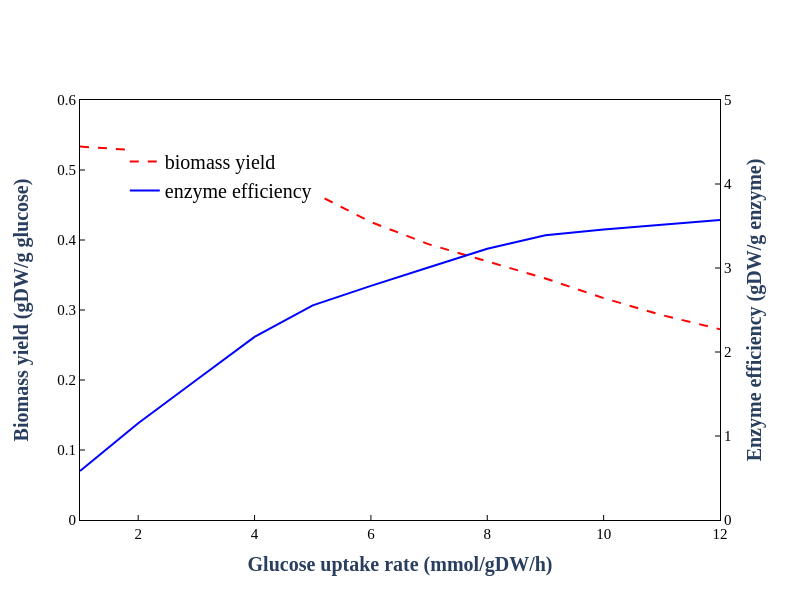 0.6
0.5
0.4
0.3
0.2
0.1
0
Biomass yield (gDW/g glucose)
biomass yield
enzyme efficiency
5
4
3
2
1
0
Enzyme efficiency (gDW/g enzyme)
2 4 6 8 10 12
Glucose uptake rate (mmol/gDW/h)